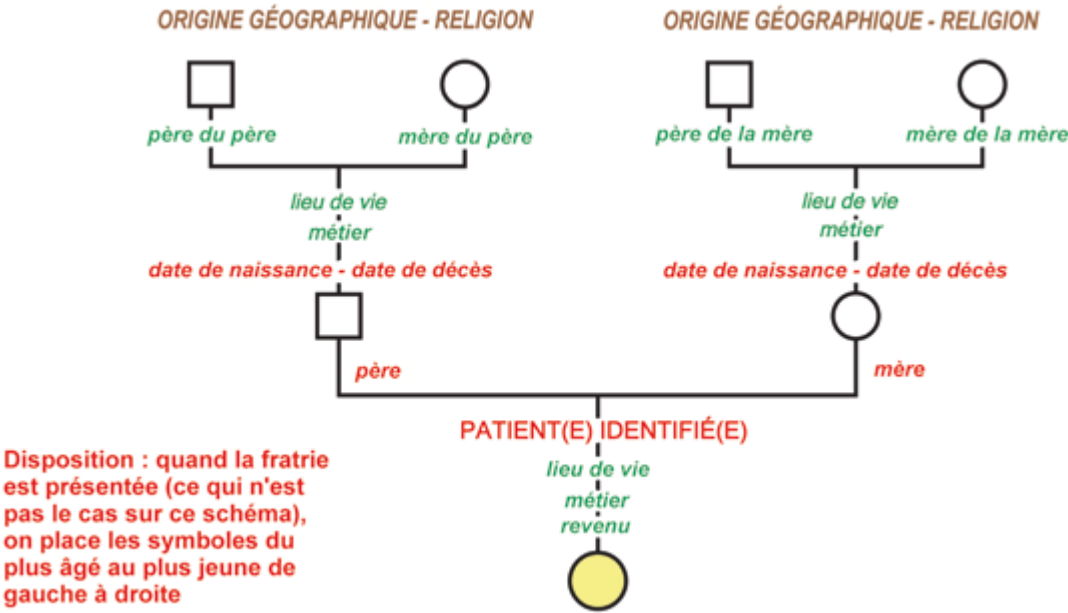 ORIGINE GÉOGRAPHIQUE - RELIGION
ORIGINE GÉOGRAPHIQUE - RELIGION
père du père
mère du père
père de la mère
mère de la mère
lieu de vie
métier
lieu de vie
métier
date de naissance - date de décès
date de naissance - date de décès
père
mère
PATIENT(E) IDENTIFIÉ(E)
lieu de vie
métier
revenu
Disposition : quand la fratrie
est présentée (ce qui n'est
pas le cas sur ce schéma),
on place les symboles du
plus âgé au plus jeune de
gauche à droite